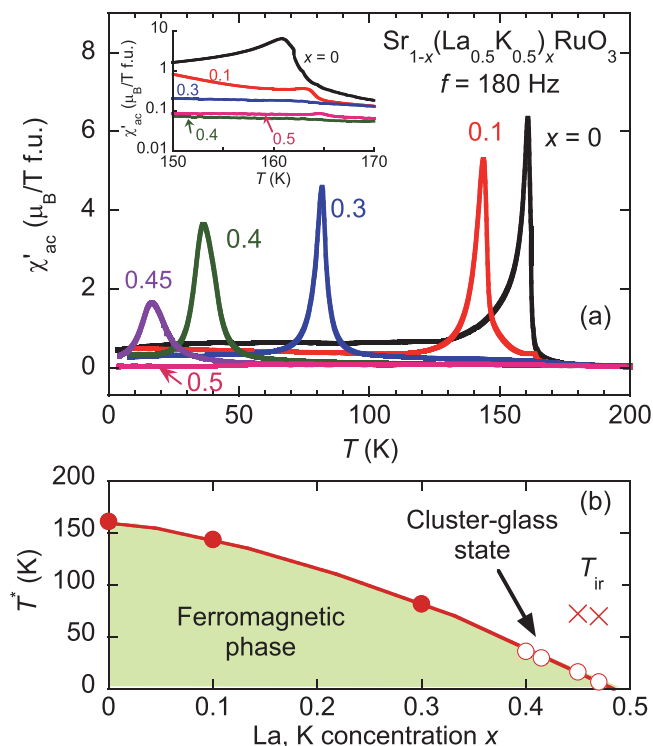 (a)
Sr1-x(La0.5K0.5)xRuO3
f = 180 Hz
χ'ac (μB/T f.u.)
10
1
0.1
0.01
150
160
170
T (K)
x = 0
0.1
0.3
0.4
0.5
χ'ac (μB/T f.u.)
8
6
4
2
0
x = 0
0.1
0.3
0.4
0.45
0.5
(a)
0
50
100
150
200
T (K)
T* (K)
200
150
100
50
0
(b)
Cluster-glass
state
Tir
Ferromagnetic
phase
0
0.1
0.2
0.3
0.4
0.5
La, K concentration x